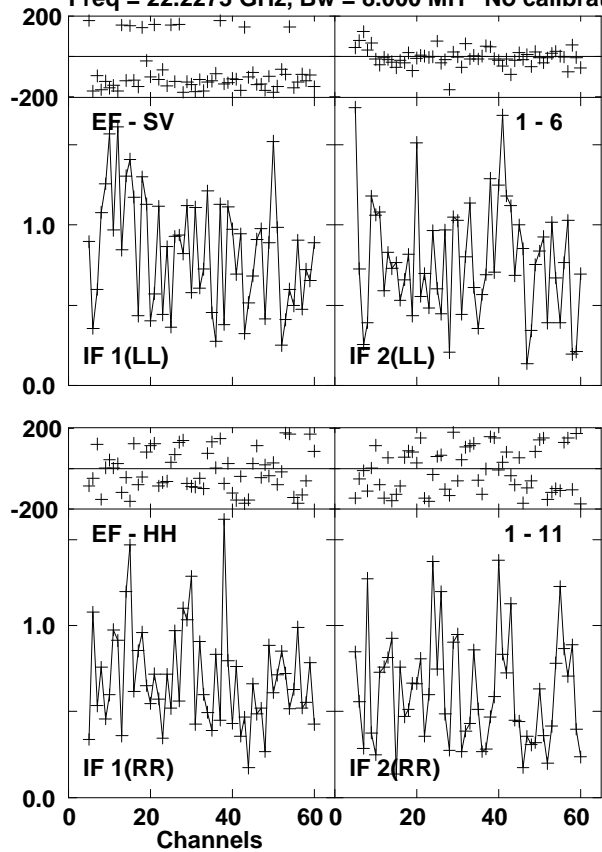 Freq = 22.2273 GHz, Bw = 8.000 MH No calibra
200
-200
EF - SV
1 - 6
1.0
IF 1(LL)
IF 2(LL)
0.0
200
-200
EF - HH
1 - 11
1.0
IF 1(RR)
IF 2(RR)
0.0
0 20 40 60 0 20 40 60
Channels